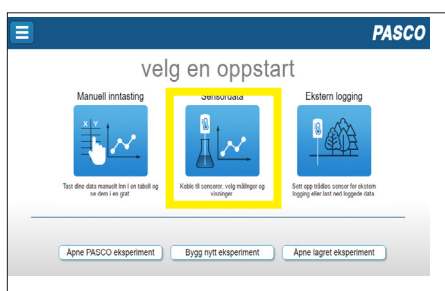 PASCO
velg en oppstart
Manuell inntasting
Sensordata
Ekstern logging
X Y
Tast dine data manuelt inn i en tabell og
se dem i en graf
Koble til sensorer, velg målinger og
visninger
Sett opp trådløs sensor for ekstern
logging eller last ned loggede data
Åpne PASCO eksperiment
Bygg nytt eksperiment
Åpne lagret eksperiment